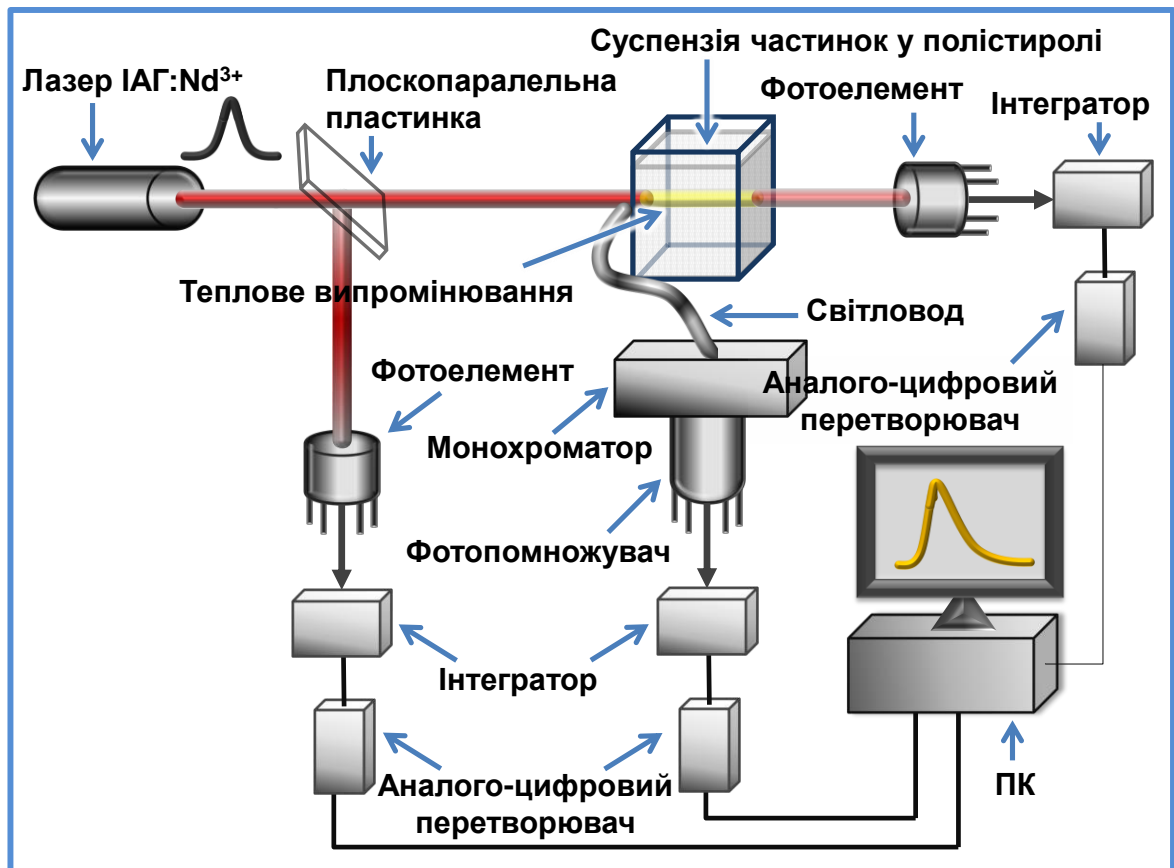 Суспензія частинок у полістиролі
Лазер ІАГ:Nd³⁺
Плоскопаралельна
пластинка
Фотоелемент
Інтегратор
Теплове випромінювання
Світловод
Фотоелемент
Аналого-цифровий
перетворювач
Монохроматор
Фотопомножувач
Інтегратор
Аналого-цифровий
перетворювач
ПК